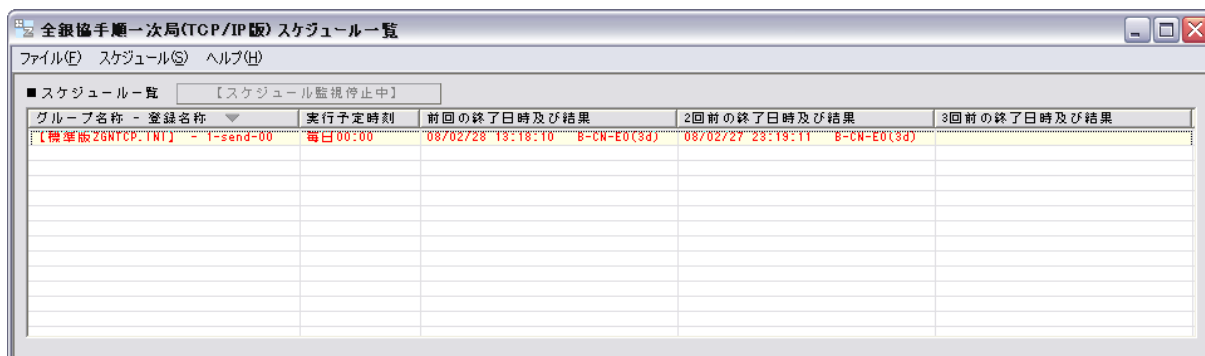 全銀協手順一次局(TCP/IP版) スケジュール一覧
ファイル(F) スケジュール(S) ヘルプ(H)
■スケジュール一覧 【スケジュール監視停止中】
グループ名称 - 登録名称 実行予定時刻 前回の終了日時及び結果 2回前の終了日時及び結果 3回前の終了日時及び結果
【標準版ZGNTCP.INI】 - 1-send-00 毎日00:00 08/02/28 13:18:10 B-CN-E0(3d) 08/02/27 23:19:11 B-CN-E0(3d)